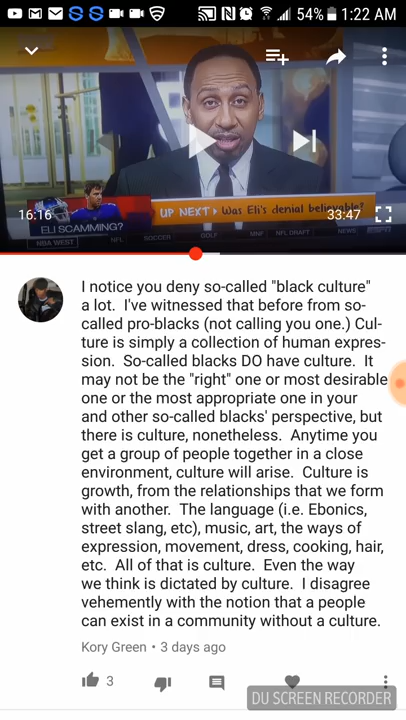 54% 1:22 AM
16:16
33:47
ELI SCAMMING?
UP NEXT Was Eli's denial believable?
NBA WEST NFL SOCCER GOLF MNF NFL DRAFT NEWS ESPN
I notice you deny so-called "black culture"
a lot. I've witnessed that before from so-
called pro-blacks (not calling you one.) Cul-
ture is simply a collection of human expres-
sion. So-called blacks DO have culture. It
may not be the "right" one or most desirable
one or the most appropriate one in your
and other so-called blacks' perspective, but
there is culture, nonetheless. Anytime you
get a group of people together in a close
environment, culture will arise. Culture is
growth, from the relationships that we form
with another. The language (i.e. Ebonics,
street slang, etc), music, art, the ways of
expression, movement, dress, cooking, hair,
etc. All of that is culture. Even the way
we think is dictated by culture. I disagree
vehemently with the notion that a people
can exist in a community without a culture.
Kory Green • 3 days ago
3
DU SCREEN RECORDER